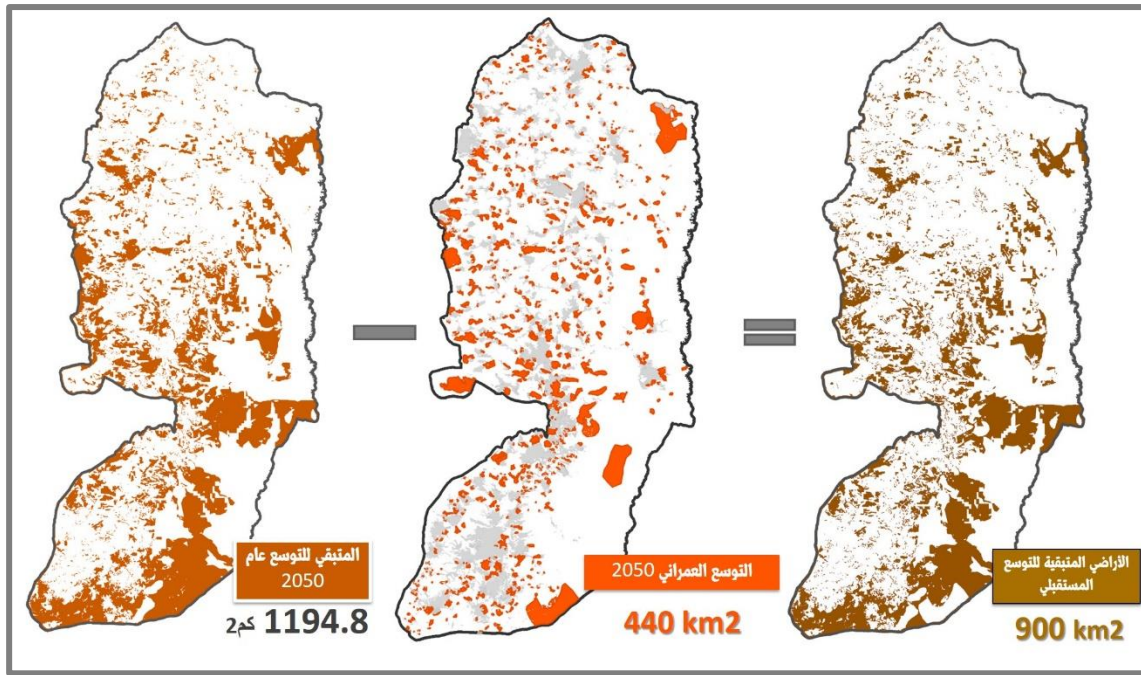 المتبقي للتوسع عام
2050
1194.8 كم2
التوسع العمراني 2050
440 km2
الأراضي المتبقية للتوسع
المستقبلي
900 km2